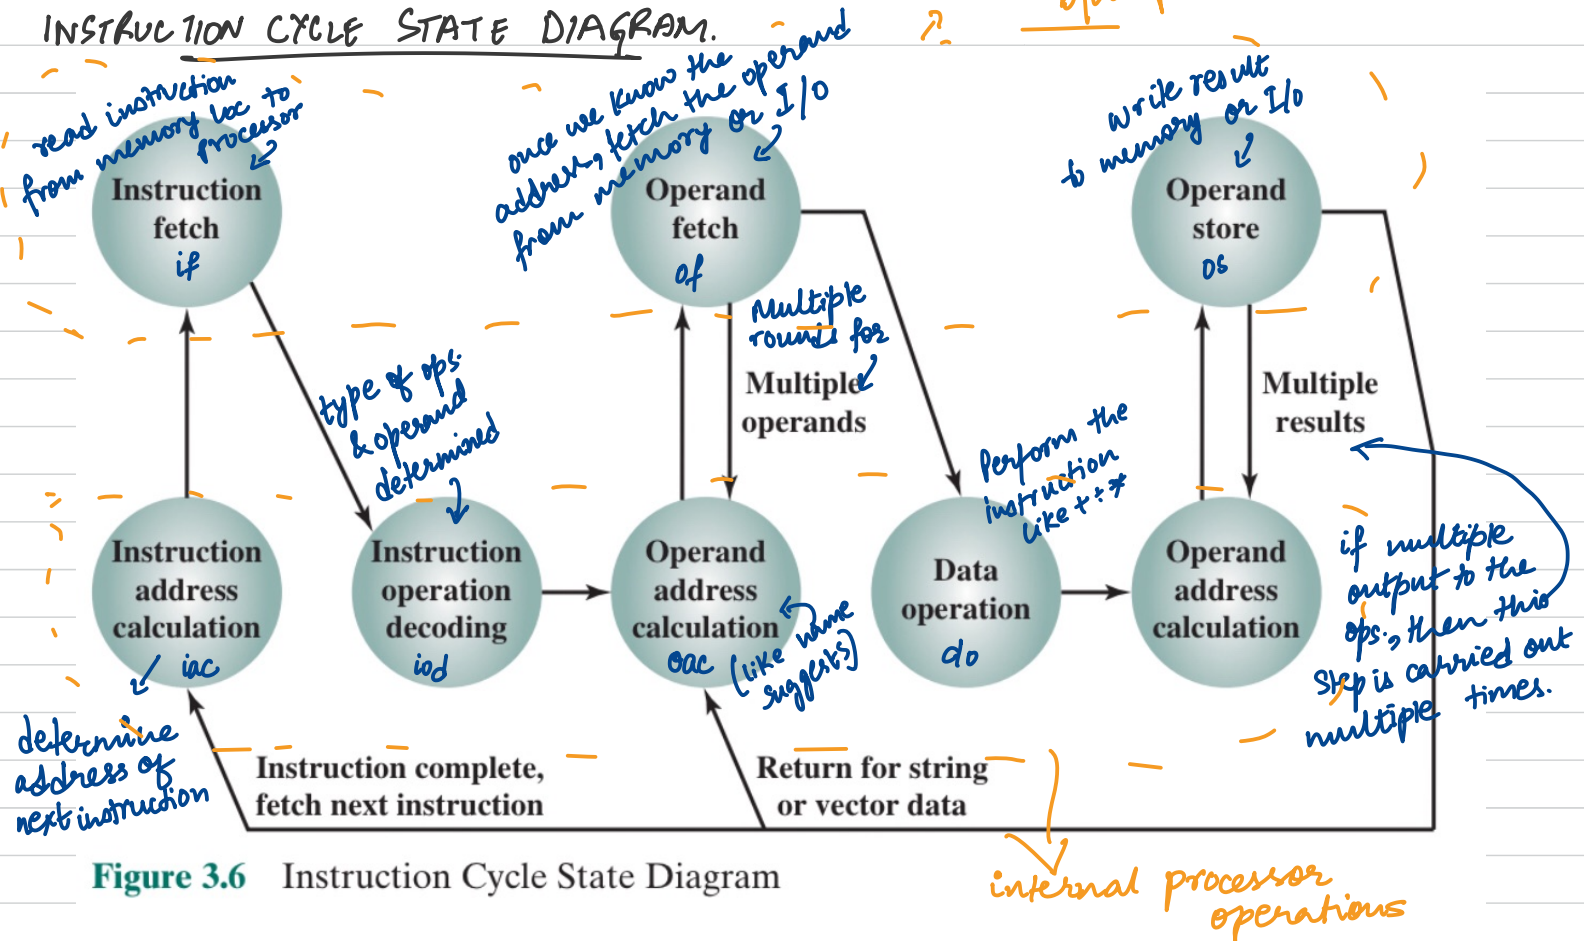 INSTRUCTION CYCLE STATE DIAGRAM.
read instruction
from memory loc to
processor
Instruction
fetch
if
once we know the
address, fetch the operand
from memory or I/O
Operand
fetch
of
write result
to memory or I/O
Operand
store
os
Multiple
rounds for
Multiple
operands
Multiple
results
type of ops.
& operand
determined
Perform the
instruction
like + ÷ *
Instruction
address
calculation
iac
Instruction
operation
decoding
iod
Operand
address
calculation
oac
(like name
suggests)
Data
operation
do
Operand
address
calculation
if multiple
output to the
ops., then this
step is carried out
multiple times.
determine
address of
next instruction
Instruction complete,
fetch next instruction
Return for string
or vector data
internal processor
operations
Figure 3.6 Instruction Cycle State Diagram